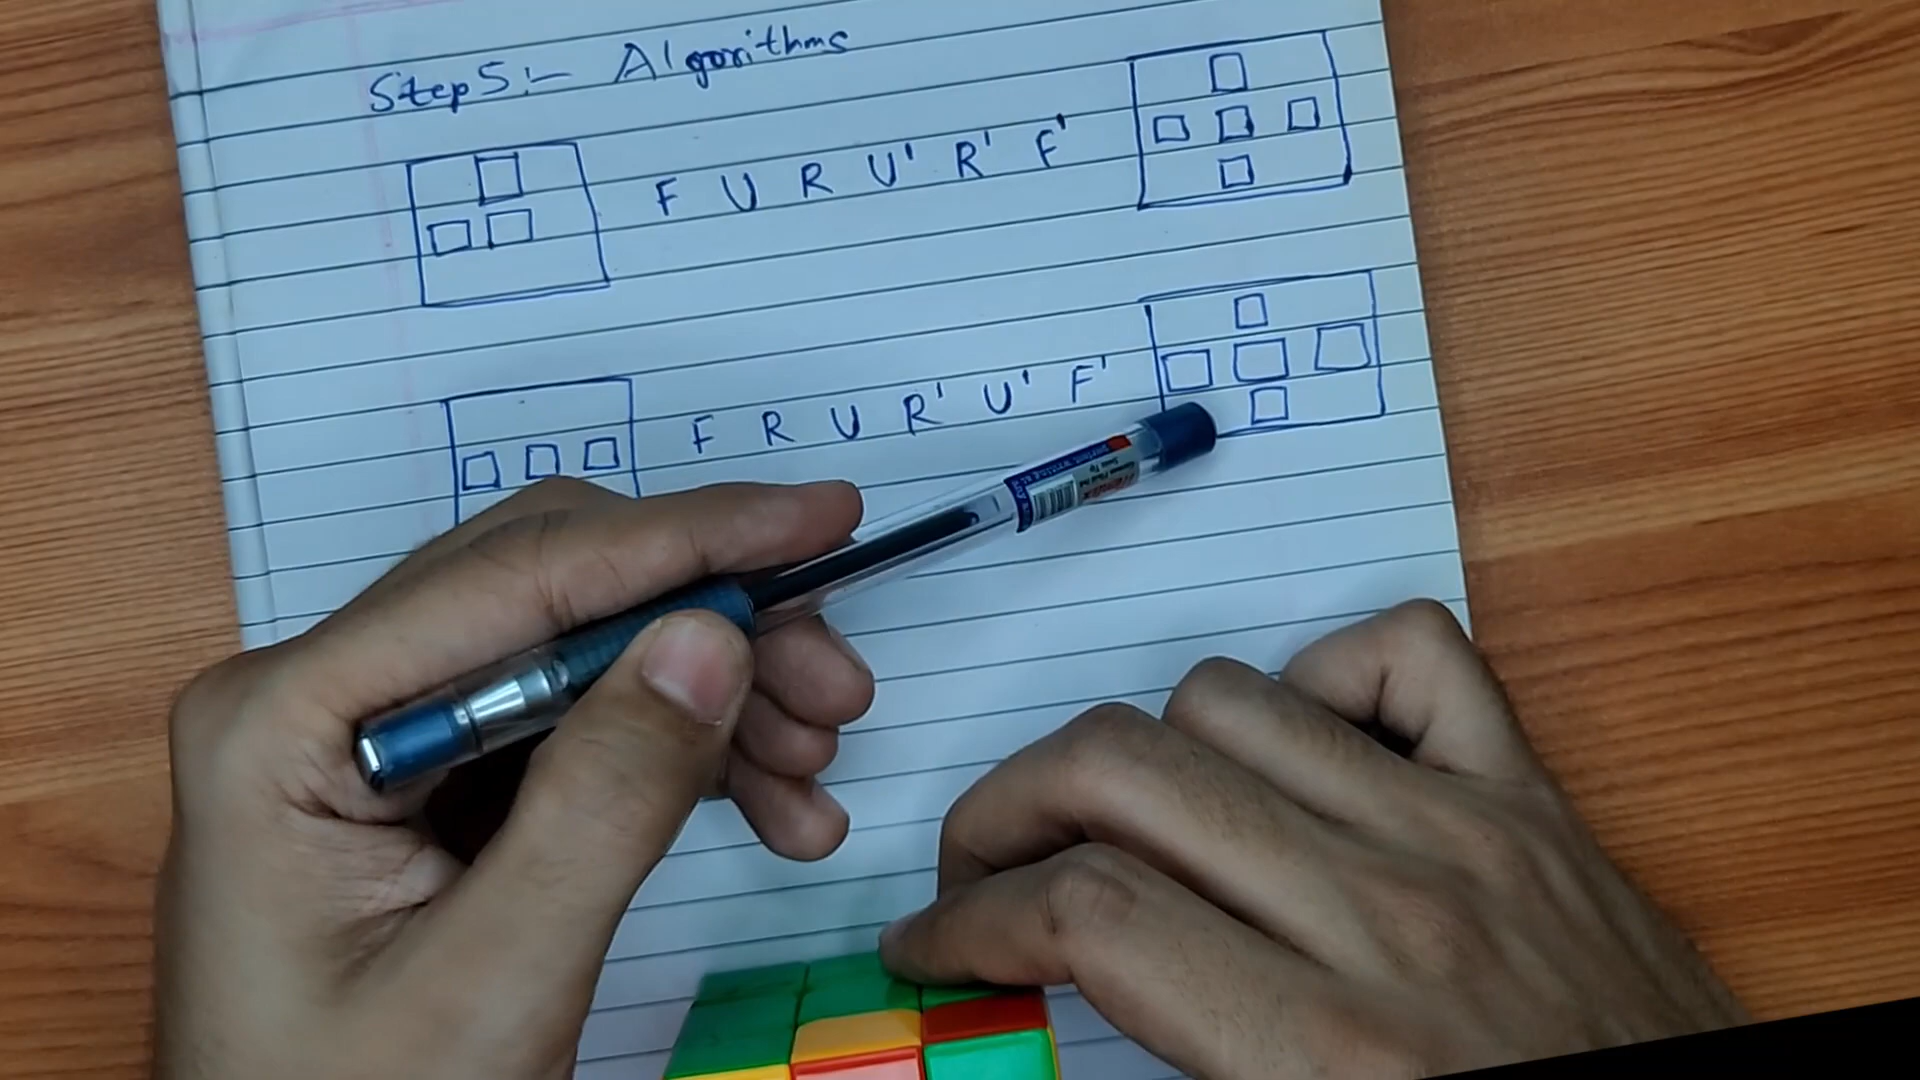 Step 5:- Algorithms
F U R U' R' F'
F R U R' U' F'